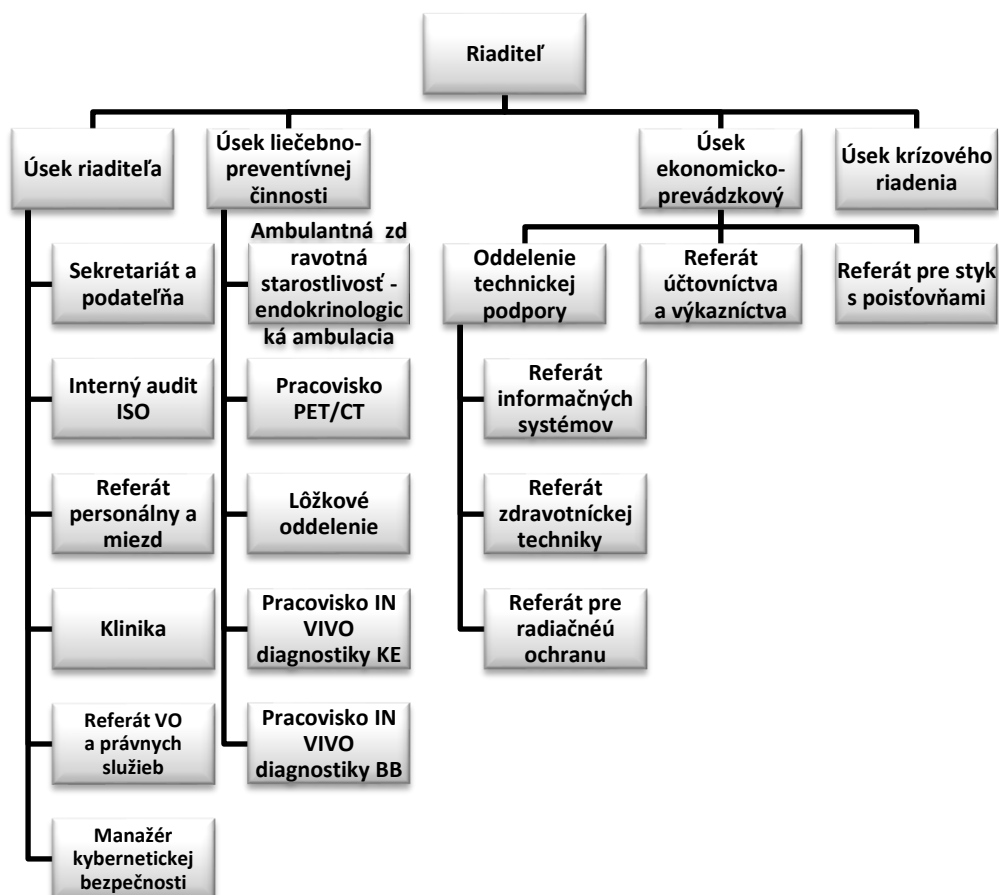 Riaditeľ
Úsek riaditeľa
Úsek liečebno-
preventívnej
činnosti
Úsek
ekonomicko-
prevádzkový
Úsek krízového
riadenia
Sekretariát a
podateľňa
Interný audit
ISO
Referát
personálny a
miezd
Klinika
Referát VO
a právnych
služieb
Manažér
kybernetickej
bezpečnosti
Ambulantná zd
ravotná
starostlivosť -
endokrinologic
ká ambulacia
Pracovisko
PET/CT
Lôžkové
oddelenie
Pracovisko IN
VIVO
diagnostiky KE
Pracovisko IN
VIVO
diagnostiky BB
Oddelenie
technickej
podpory
Referát
informačných
systémov
Referát
zdravotníckej
techniky
Referát pre
radiačnéú
ochranu
Referát
účtovníctva
a výkazníctva
Referát pre styk
s poisťovňami